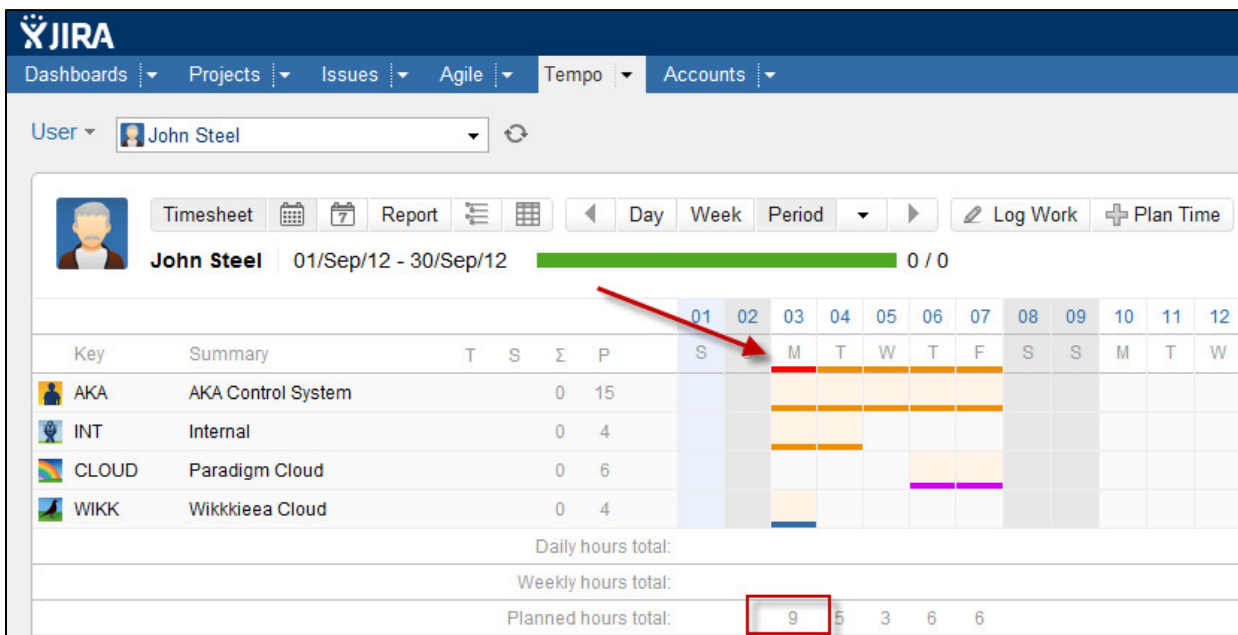 JIRA
Dashboards Projects Issues Agile Tempo Accounts
User John Steel
Timesheet 7 Report Day Week Period Log Work Plan Time
John Steel 01/Sep/12 - 30/Sep/12 0 / 0
01 02 03 04 05 06 07 08 09 10 11 12
Key Summary T S Σ P S M T W T F S S M T W
AKA AKA Control System 0 15
INT Internal 0 4
CLOUD Paradigm Cloud 0 6
WIKK Wikkkieea Cloud 0 4
Daily hours total:
Weekly hours total:
Planned hours total: 9 5 3 6 6